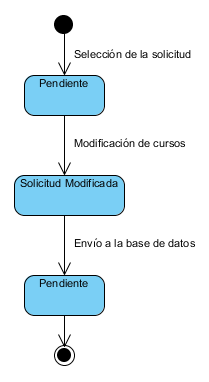 Selección de la solicitud
Pendiente
Modificación de cursos
Solicitud Modificada
Envío a la base de datos
Pendiente